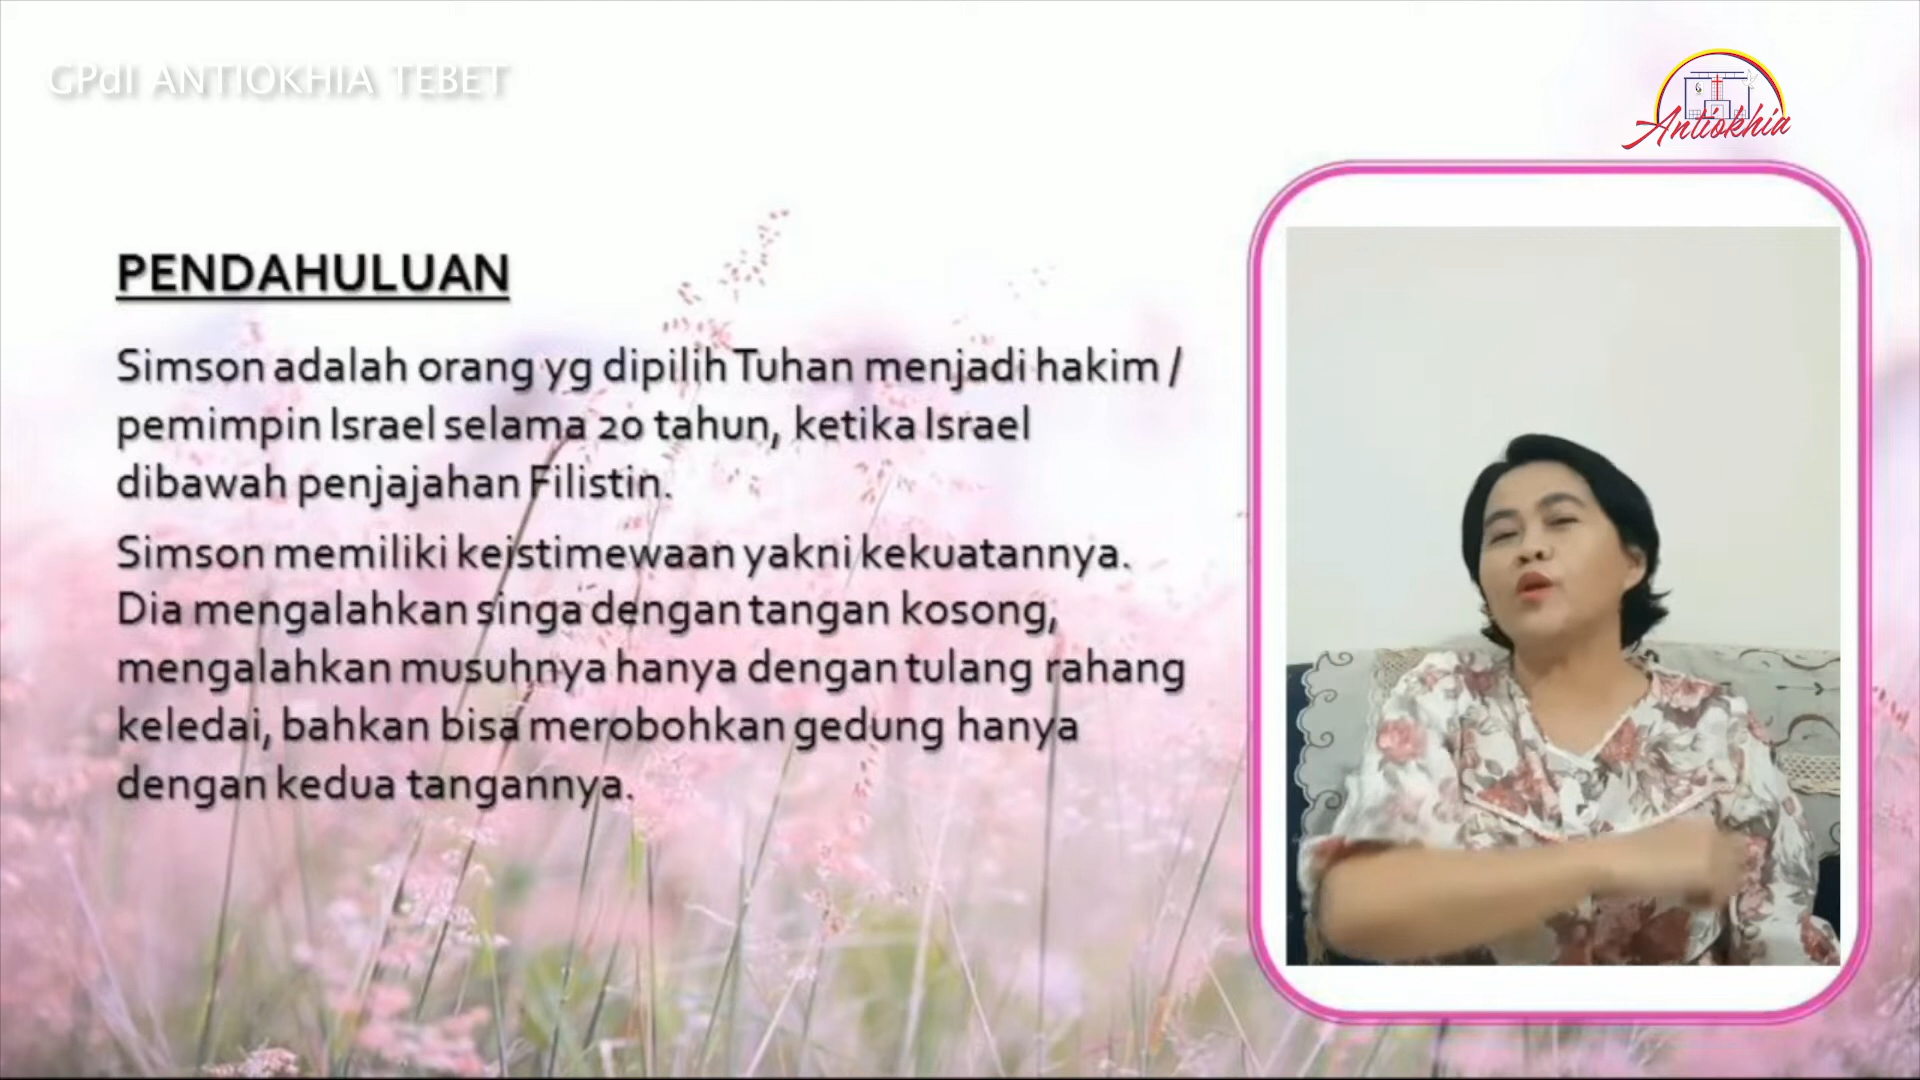 GPdI ANTIOKHIA TEBET
Antiokhia
PENDAHULUAN
Simson adalah orang yg dipilih Tuhan menjadi hakim /
pemimpin Israel selama 20 tahun, ketika Israel
dibawah penjajahan Filistin.
Simson memiliki keistimewaan yakni kekuatannya.
Dia mengalahkan singa dengan tangan kosong,
mengalahkan musuhnya hanya dengan tulang rahang
keledai, bahkan bisa merobohkan gedung hanya
dengan kedua tangannya.